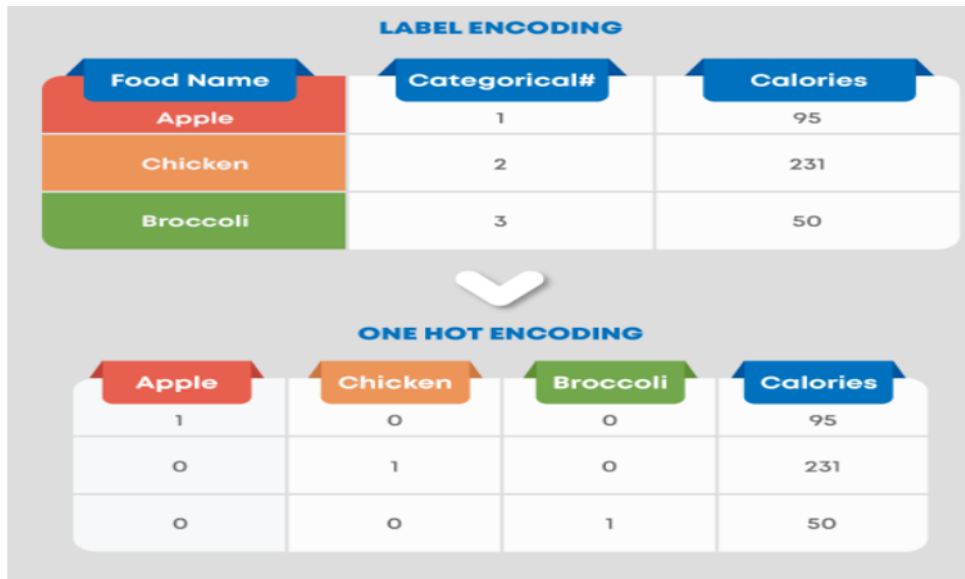 LABEL ENCODING
Food Name Categorical# Calories
Apple 1 95
Chicken 2 231
Broccoli 3 50
ONE HOT ENCODING
Apple Chicken Broccoli Calories
1 0 0 95
0 1 0 231
0 0 1 50